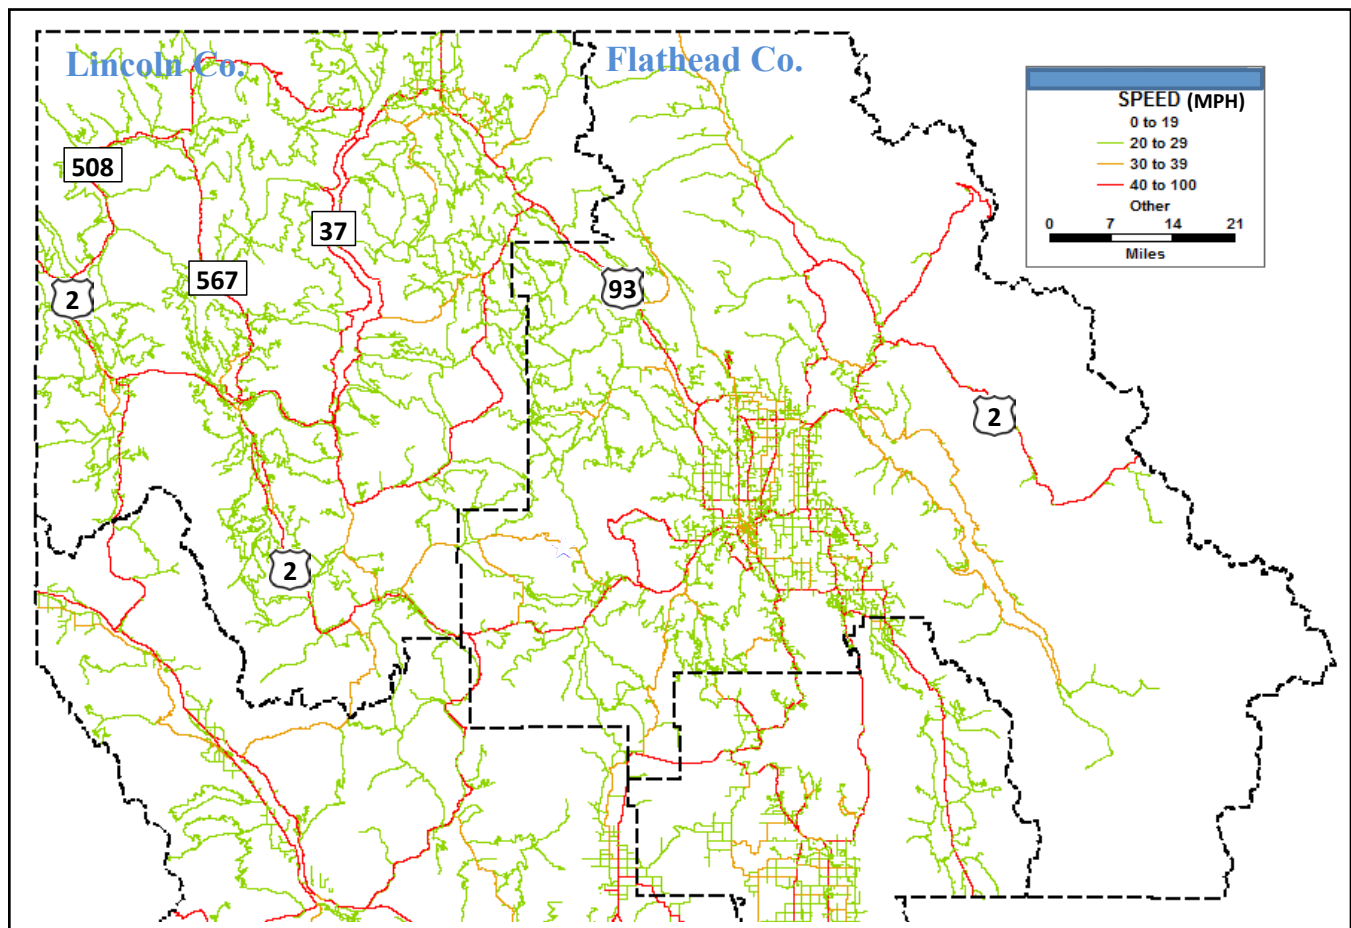 Lincoln Co.
Flathead Co.
SPEED (MPH)
0 to 19
20 to 29
30 to 39
40 to 100
Other
0 7 14 21
Miles
508
37
567
2
93
2
2